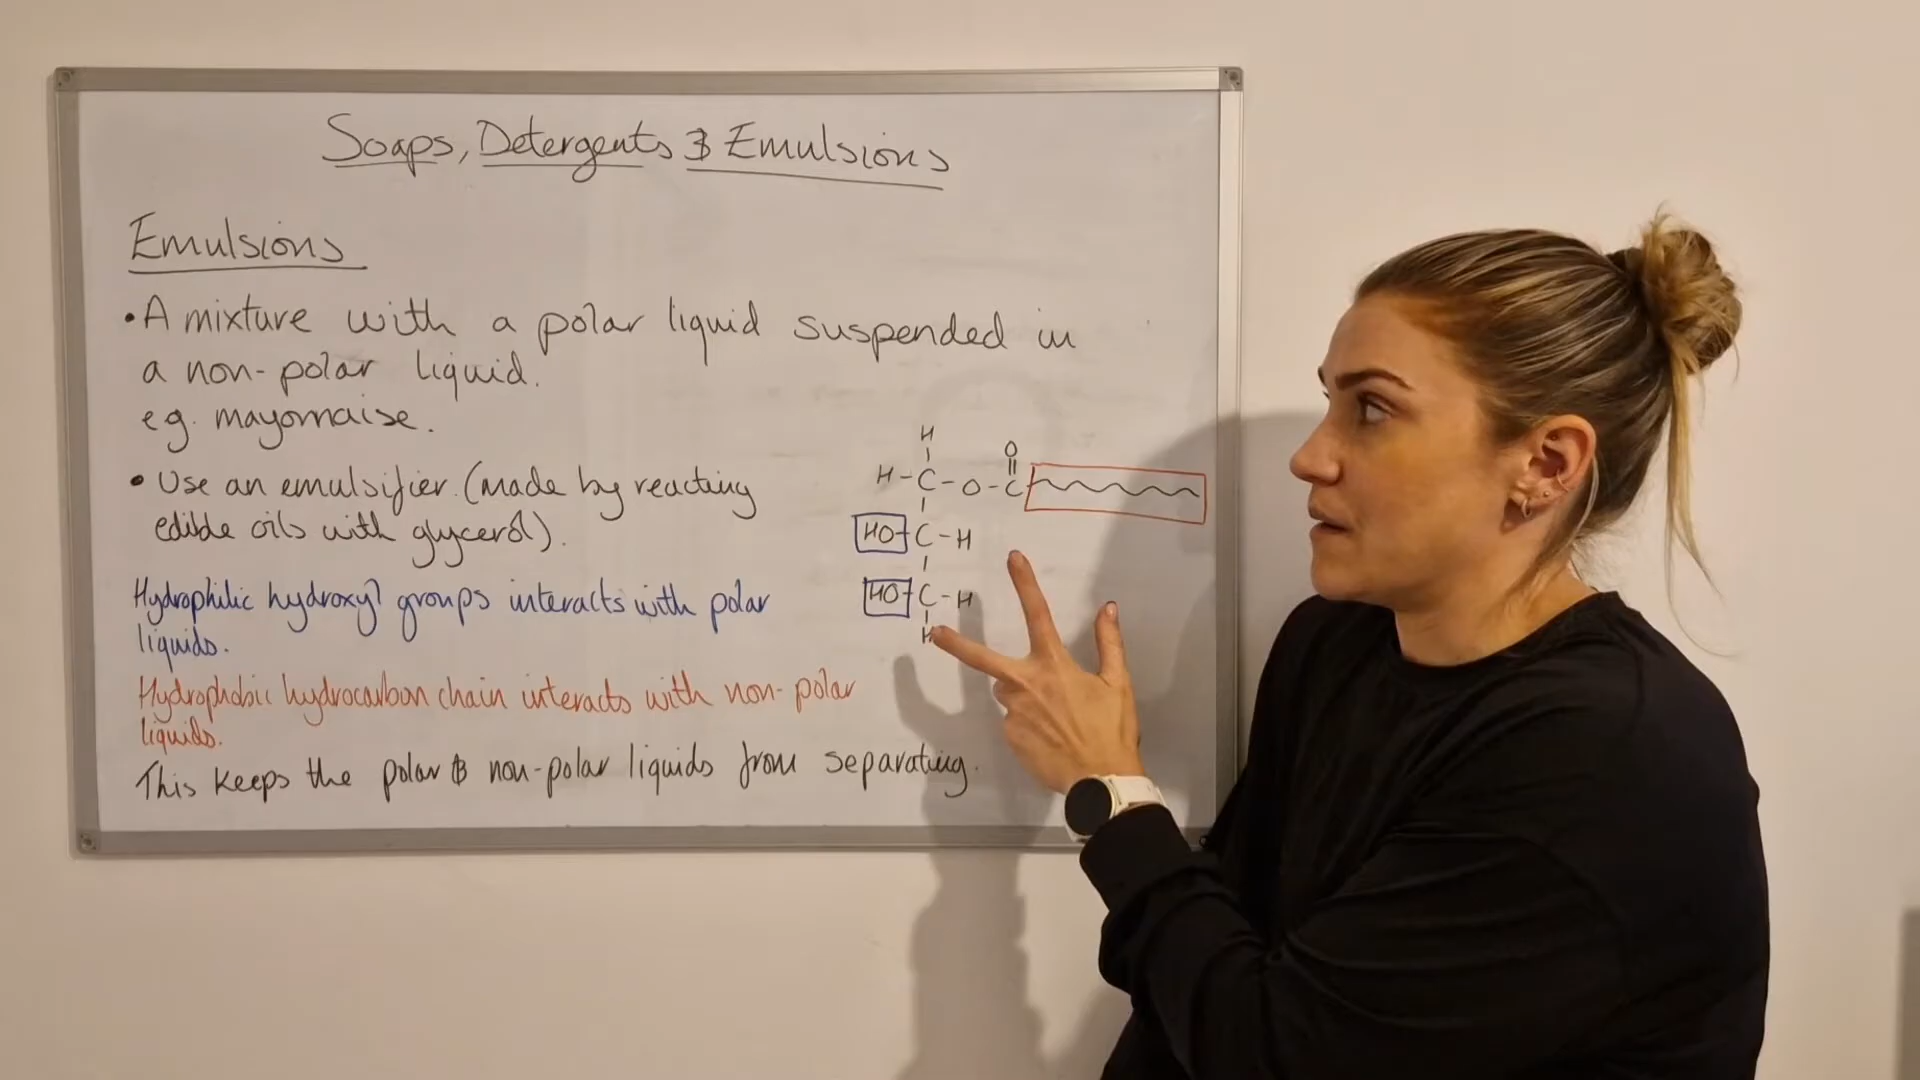 Soaps, Detergents & Emulsions
Emulsions
• A mixture with a polar liquid suspended in
a non-polar liquid.
eg. mayonnaise.
• Use an emulsifier (made by reacting
edible oils with glycerol).
Hydrophilic hydroxyl groups interacts with polar
liquids.
Hydrophobic hydrocarbon chain interacts with non-polar
liquids.
This keeps the polar & non-polar liquids from separating.
H
O
H-C-O-C
HO-C-H
HO-C-H
H